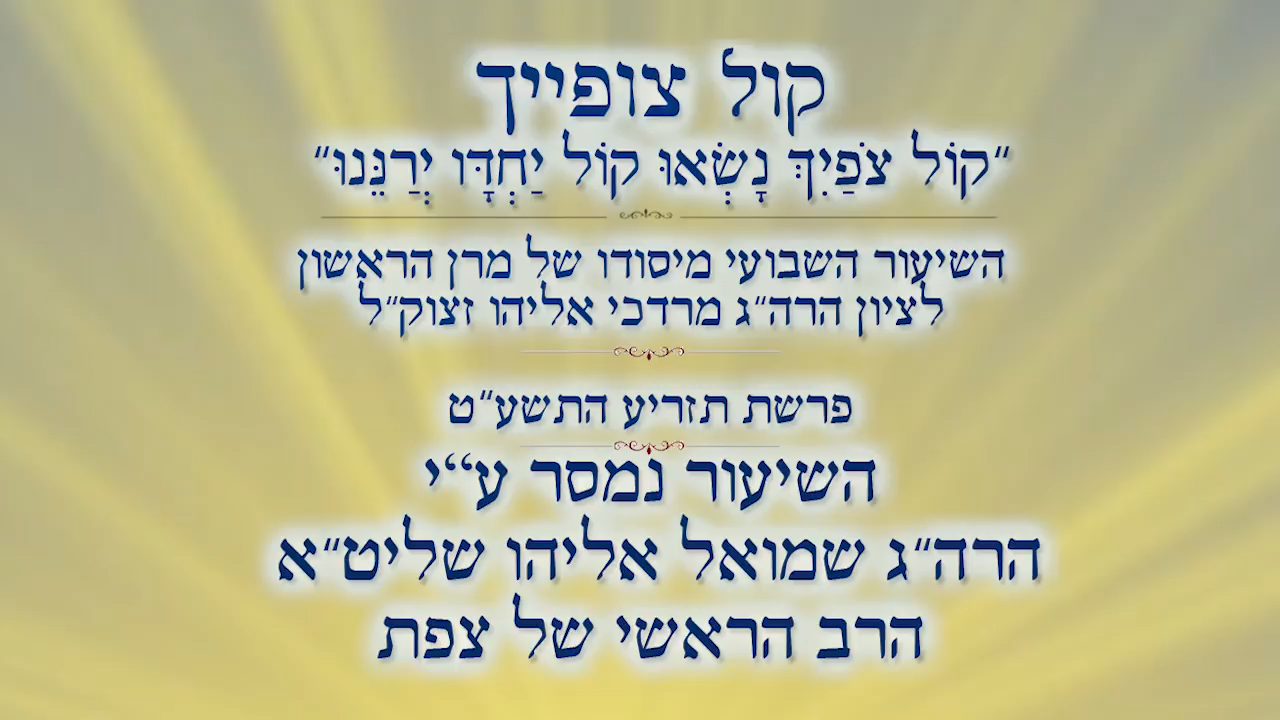 קול צופייך
"קוֹל צֹפַיִךְ נָשְׂאוּ קוֹל יַחְדָּו יְרַנֵּנוּ"
השיעור השבועי מיסודו של מרן הראשון
לציון הרה"ג מרדכי אליהו זצוק"ל
פרשת תזריע התשע"ט
השיעור נמסר ע"י
הרה"ג שמואל אליהו שליט"א
הרב הראשי של צפת